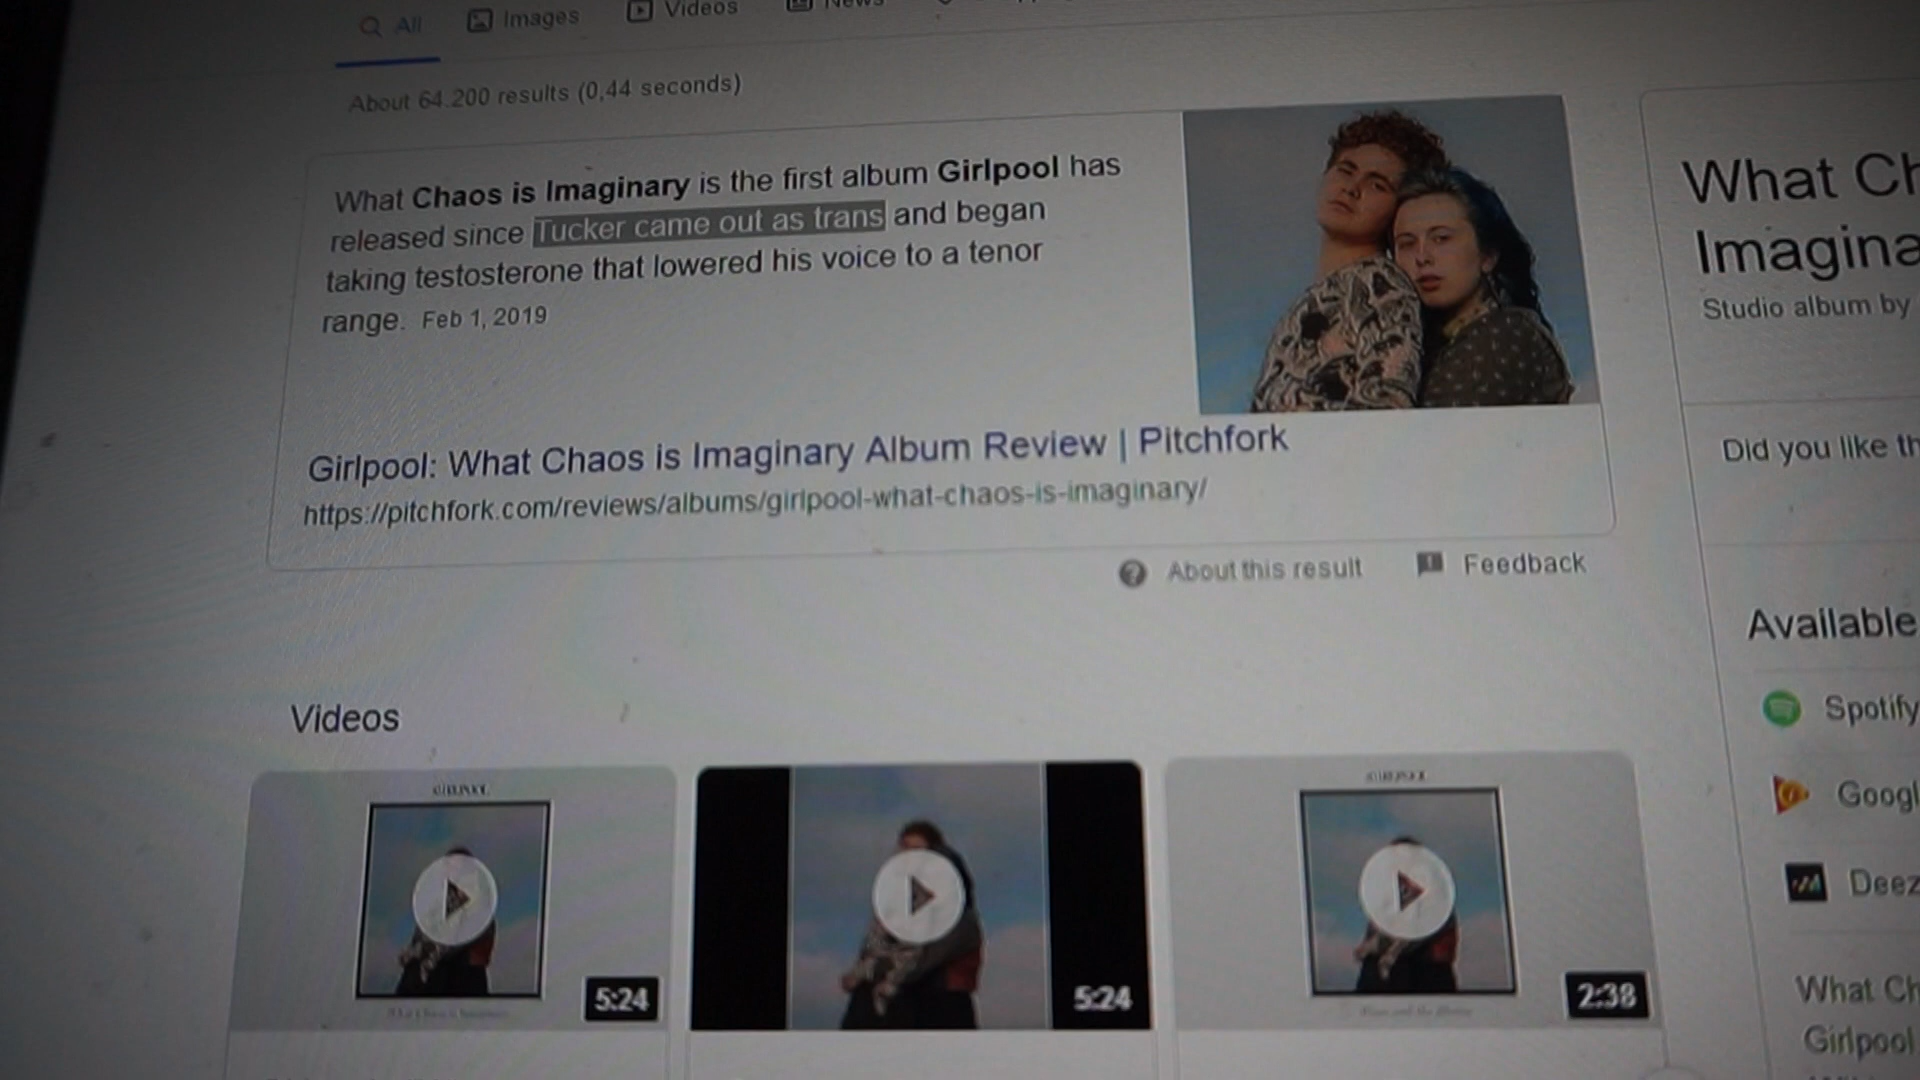 All Images Videos News
About 64.200 results (0,44 seconds)
What Chaos is Imaginary is the first album Girlpool has
released since Tucker came out as trans and began
taking testosterone that lowered his voice to a tenor
range. Feb 1, 2019
Girlpool: What Chaos is Imaginary Album Review | Pitchfork
https://pitchfork.com/reviews/albums/girlpool-what-chaos-is-imaginary/
About this result Feedback
Videos
GIRLPOOL
GIRLPOOL
5:24
5:24
2:38
What Ch
Imagina
Studio album by
Did you like th
Available
Spotify
Googl
Deez
What Ch
Girlpool